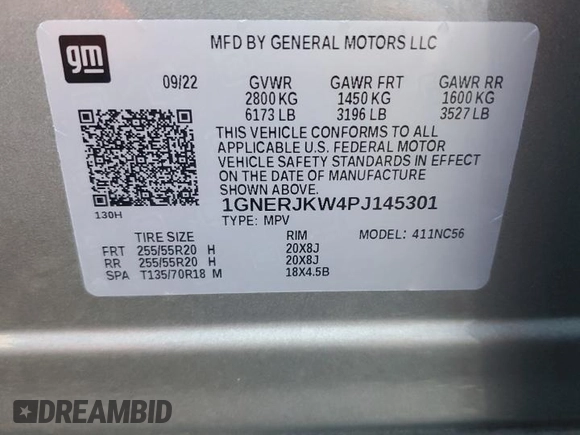 gm
MFD BY GENERAL MOTORS LLC
09/22 GVWR GAWR FRT GAWR RR
2800 KG 1450 KG 1600 KG
6173 LB 3196 LB 3527 LB
THIS VEHICLE CONFORMS TO ALL
APPLICABLE U.S. FEDERAL MOTOR
VEHICLE SAFETY STANDARDS IN EFFECT
ON THE DATE OF MANUFACTURE
SHOWN ABOVE.
130H
1GNERJKW4PJ145301
TYPE: MPV MODEL: 411NC56
TIRE SIZE RIM
FRT 255/55R20 H 20X8J
RR 255/55R20 H 20X8J
SPA T135/70R18 M 18X4.5B
DREAMBID